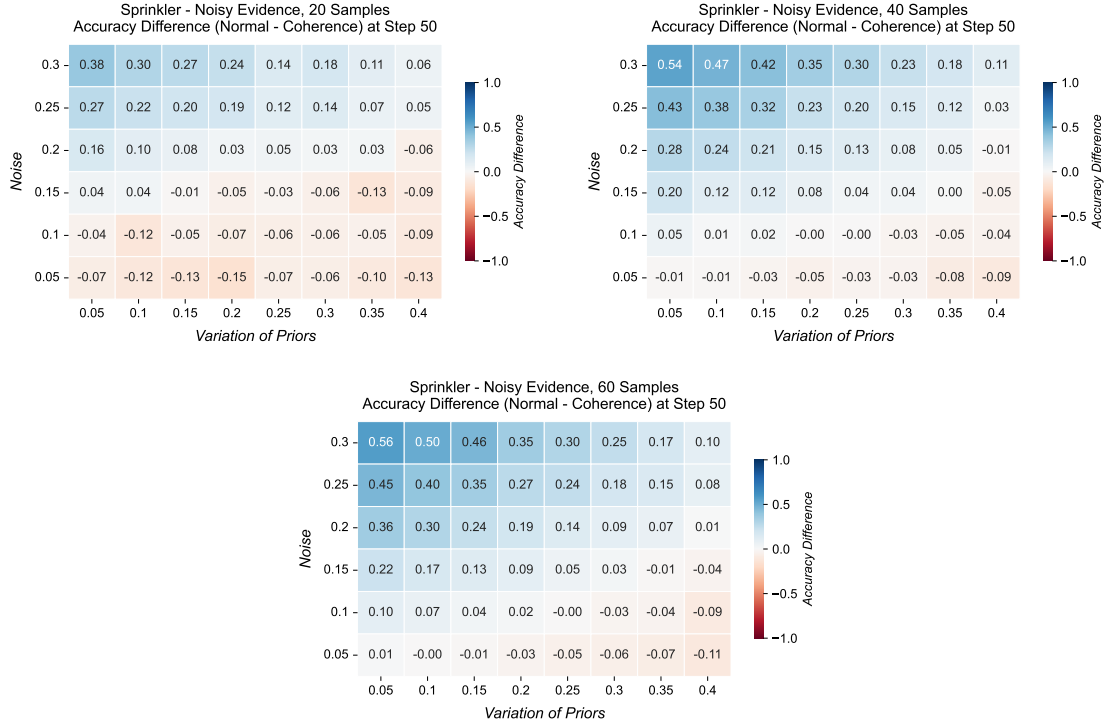 Sprinkler - Noisy Evidence, 20 Samples
Accuracy Difference (Normal - Coherence) at Step 50
Noise
0.3 0.38 0.30 0.27 0.24 0.14 0.18 0.11 0.06
0.25 0.27 0.22 0.20 0.19 0.12 0.14 0.07 0.05
0.2 0.16 0.10 0.08 0.03 0.05 0.03 0.03 -0.06
0.15 0.04 0.04 -0.01 -0.05 -0.03 -0.06 -0.13 -0.09
0.1 -0.04 -0.12 -0.05 -0.07 -0.06 -0.06 -0.05 -0.09
0.05 -0.07 -0.12 -0.13 -0.15 -0.07 -0.06 -0.10 -0.13
0.05 0.1 0.15 0.2 0.25 0.3 0.35 0.4
Variation of Priors
1.0
0.5
0.0
−0.5
−1.0
Accuracy Difference
Sprinkler - Noisy Evidence, 40 Samples
Accuracy Difference (Normal - Coherence) at Step 50
Noise
0.3 0.54 0.47 0.42 0.35 0.30 0.23 0.18 0.11
0.25 0.43 0.38 0.32 0.23 0.20 0.15 0.12 0.03
0.2 0.28 0.24 0.21 0.15 0.13 0.08 0.05 -0.01
0.15 0.20 0.12 0.12 0.08 0.04 0.04 0.00 -0.05
0.1 0.05 0.01 0.02 -0.00 -0.00 -0.03 -0.05 -0.04
0.05 -0.01 -0.01 -0.03 -0.05 -0.03 -0.03 -0.08 -0.09
0.05 0.1 0.15 0.2 0.25 0.3 0.35 0.4
Variation of Priors
1.0
0.5
0.0
−0.5
−1.0
Accuracy Difference
Sprinkler - Noisy Evidence, 60 Samples
Accuracy Difference (Normal - Coherence) at Step 50
Noise
0.3 0.56 0.50 0.46 0.35 0.30 0.25 0.17 0.10
0.25 0.45 0.40 0.35 0.27 0.24 0.18 0.15 0.08
0.2 0.36 0.30 0.24 0.19 0.14 0.09 0.07 0.01
0.15 0.22 0.17 0.13 0.09 0.05 0.03 -0.01 -0.04
0.1 0.10 0.07 0.04 0.02 -0.00 -0.03 -0.04 -0.09
0.05 0.01 -0.00 -0.01 -0.03 -0.05 -0.06 -0.07 -0.11
0.05 0.1 0.15 0.2 0.25 0.3 0.35 0.4
Variation of Priors
1.0
0.5
0.0
−0.5
−1.0
Accuracy Difference